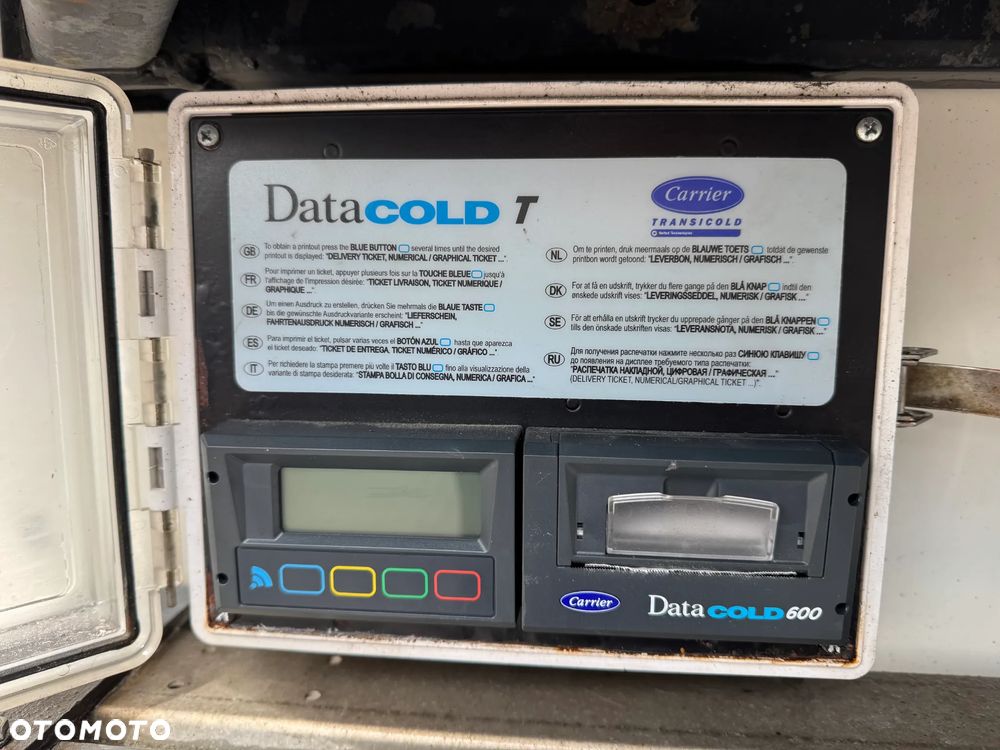 DataCOLD T
Carrier
TRANSICOLD
United Technologies
GB
To obtain a printout press the BLUE BUTTON several times until the desired
printout is displayed: "DELIVERY TICKET, NUMERICAL / GRAPHICAL TICKET ...".
FR
Pour imprimer un ticket, appuyer plusieurs fois sur la TOUCHE BLEUE jusqu'à
l'affichage de l'impression désirée: "TICKET LIVRAISON, TICKET NUMERIQUE /
GRAPHIQUE ..."
DE
Um einen Ausdruck zu erstellen, drücken Sie mehrmals die BLAUE TASTE
bis die gewünschte Ausdruckvariante erscheint: "LIEFERSCHEIN,
FAHRTENAUSDRUCK NUMERISCH / GRAFISCH ..."
ES
Para imprimir el ticket, pulsar varias veces el BOTÓN AZUL hasta que aparezca
el ticket deseado: "TICKET DE ENTREGA. TICKET NUMÉRICO / GRÁFICO ..."
IT
Per richiedere la stampa premere più volte il TASTO BLU fino alla visualizzazione della
variante di stampa desiderata: "STAMPA BOLLA DI CONSEGNA, NUMERICA / GRAFICA ..."
NL
Om te printen, druk meermaals op de BLAUWE TOETS totdat de gewenste
printbon wordt getoond: "LEVERBON, NUMERISCH / GRAFISCH ..."
DK
For at få en udskrift, trykker du flere gange på den BLÅ KNAP indtil den
ønskede udskrift vises: "LEVERINGSSEDDEL, NUMERISK / GRAFISK ...."
SE
För att erhålla en utskrift trycker du upprepade gånger på den BLÅ KNAPPEN
tills den önskade utskriften visas: "LEVERANSNOTA, NUMERISK / GRAFISK ..."
RU
Для получения распечатки нажмите несколько раз СИНЮЮ КЛАВИШУ
до появления на дисплее требуемого типа распечатки:
"РАСПЕЧАТКА НАКЛАДНОЙ, ЦИФРОВАЯ / ГРАФИЧЕСКАЯ ..."
(DELIVERY TICKET, NUMERICAL/GRAPHICAL TICKET ...)".
Carrier
DataCOLD 600
OTOMOTO